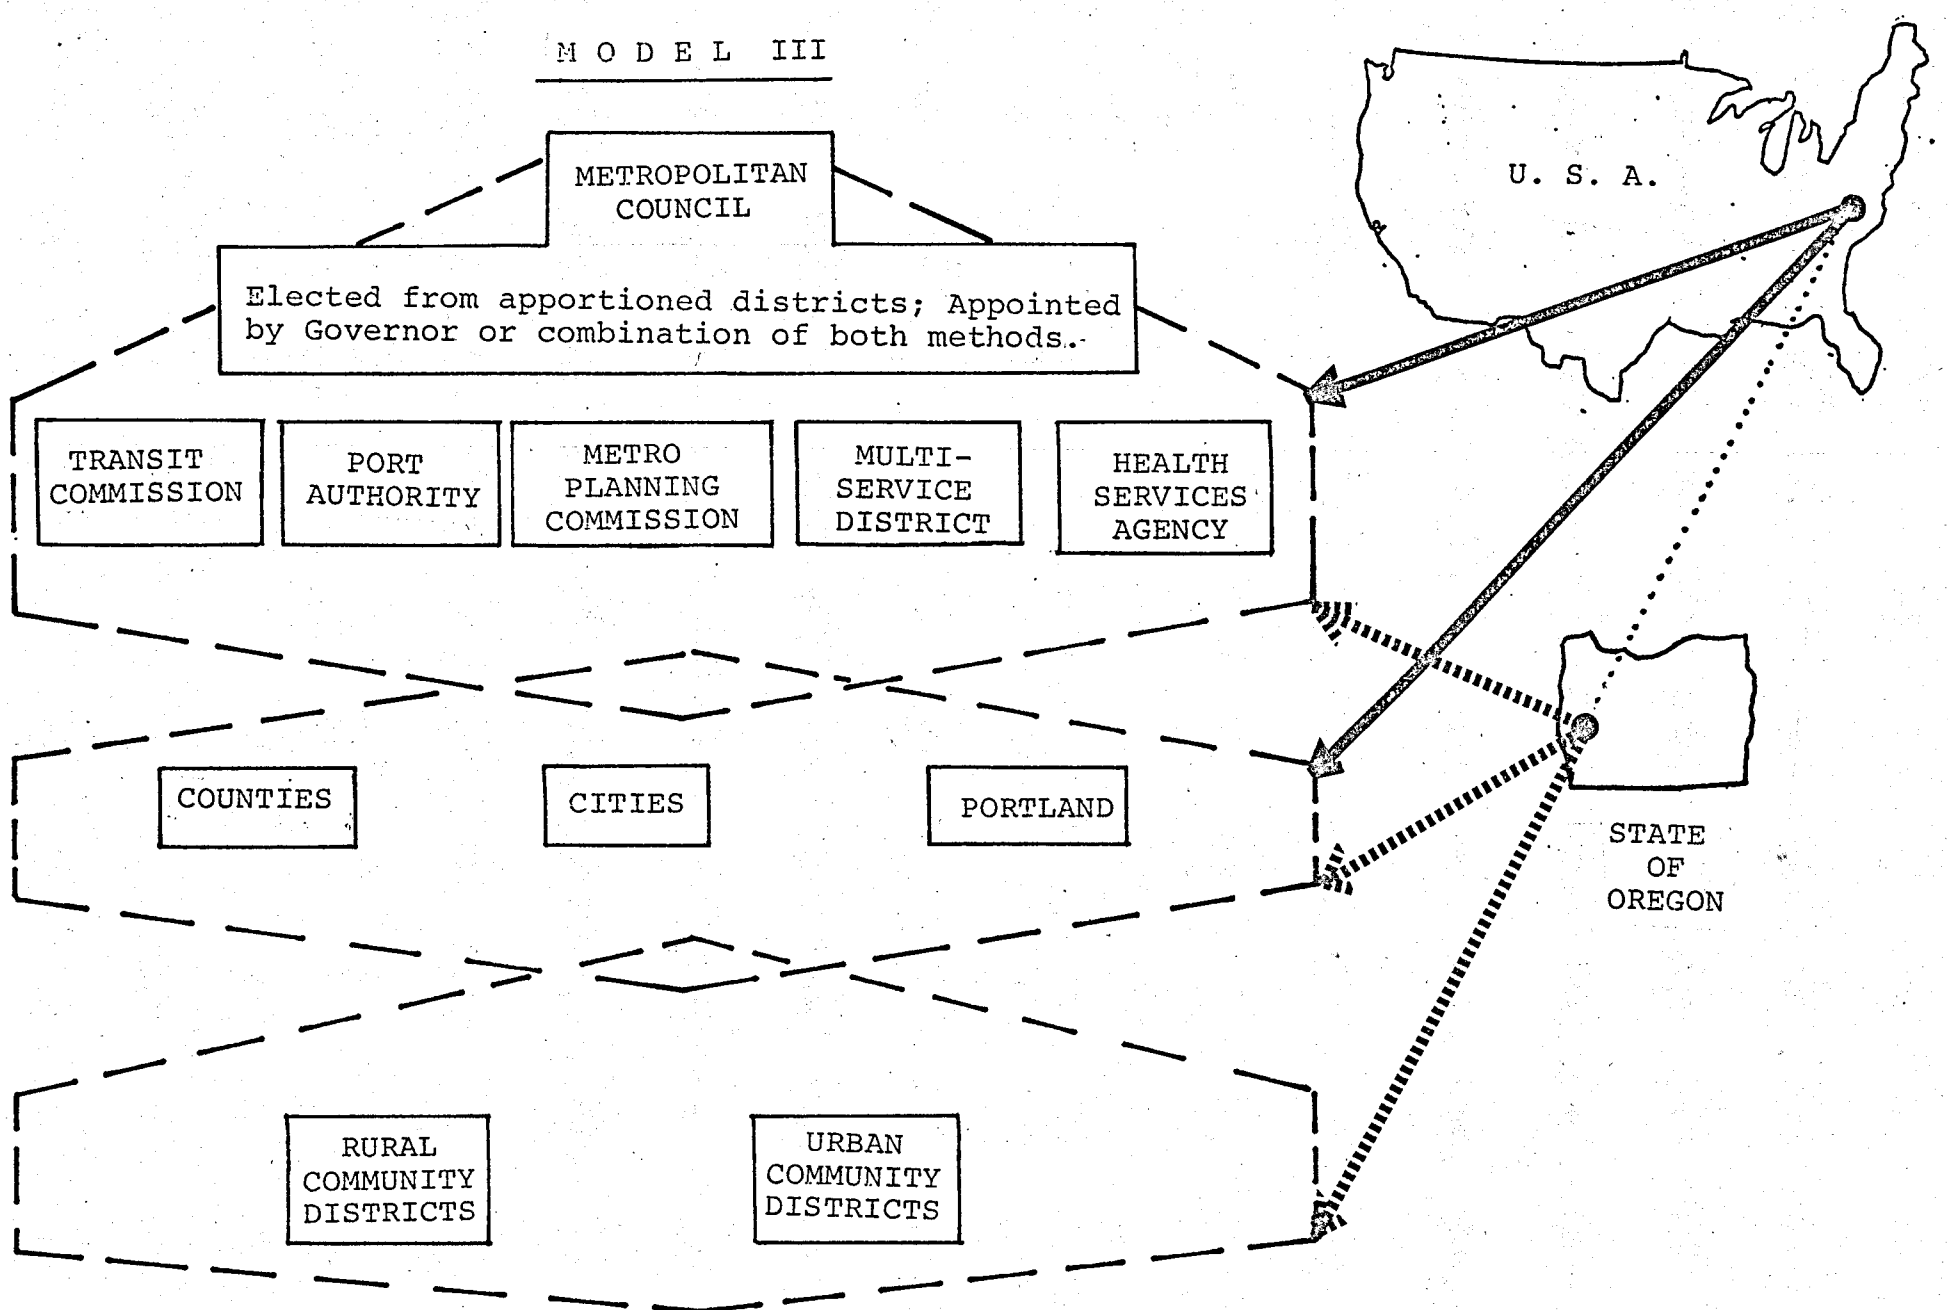 MODEL III
METROPOLITAN
COUNCIL
U. S. A.
Elected from apportioned districts; Appointed
by Governor or combination of both methods.
TRANSIT
COMMISSION
PORT
AUTHORITY
METRO
PLANNING
COMMISSION
MULTI-
SERVICE
DISTRICT
HEALTH
SERVICES
AGENCY
COUNTIES
CITIES
PORTLAND
STATE
OF
OREGON
RURAL
COMMUNITY
DISTRICTS
URBAN
COMMUNITY
DISTRICTS